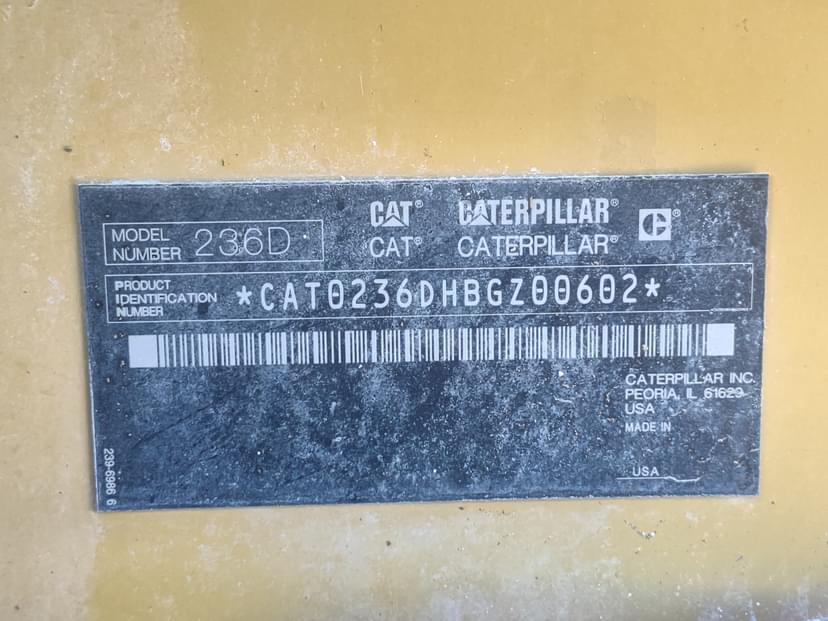 MODEL NUMBER 236D
CAT® CATERPILLAR® C®
CAT® CATERPILLAR®
PRODUCT
IDENTIFICATION
NUMBER
*CAT0236DHBGZ00602*
CATERPILLAR INC.
PEORIA, IL 61629
USA
MADE IN
USA
239-6986 6